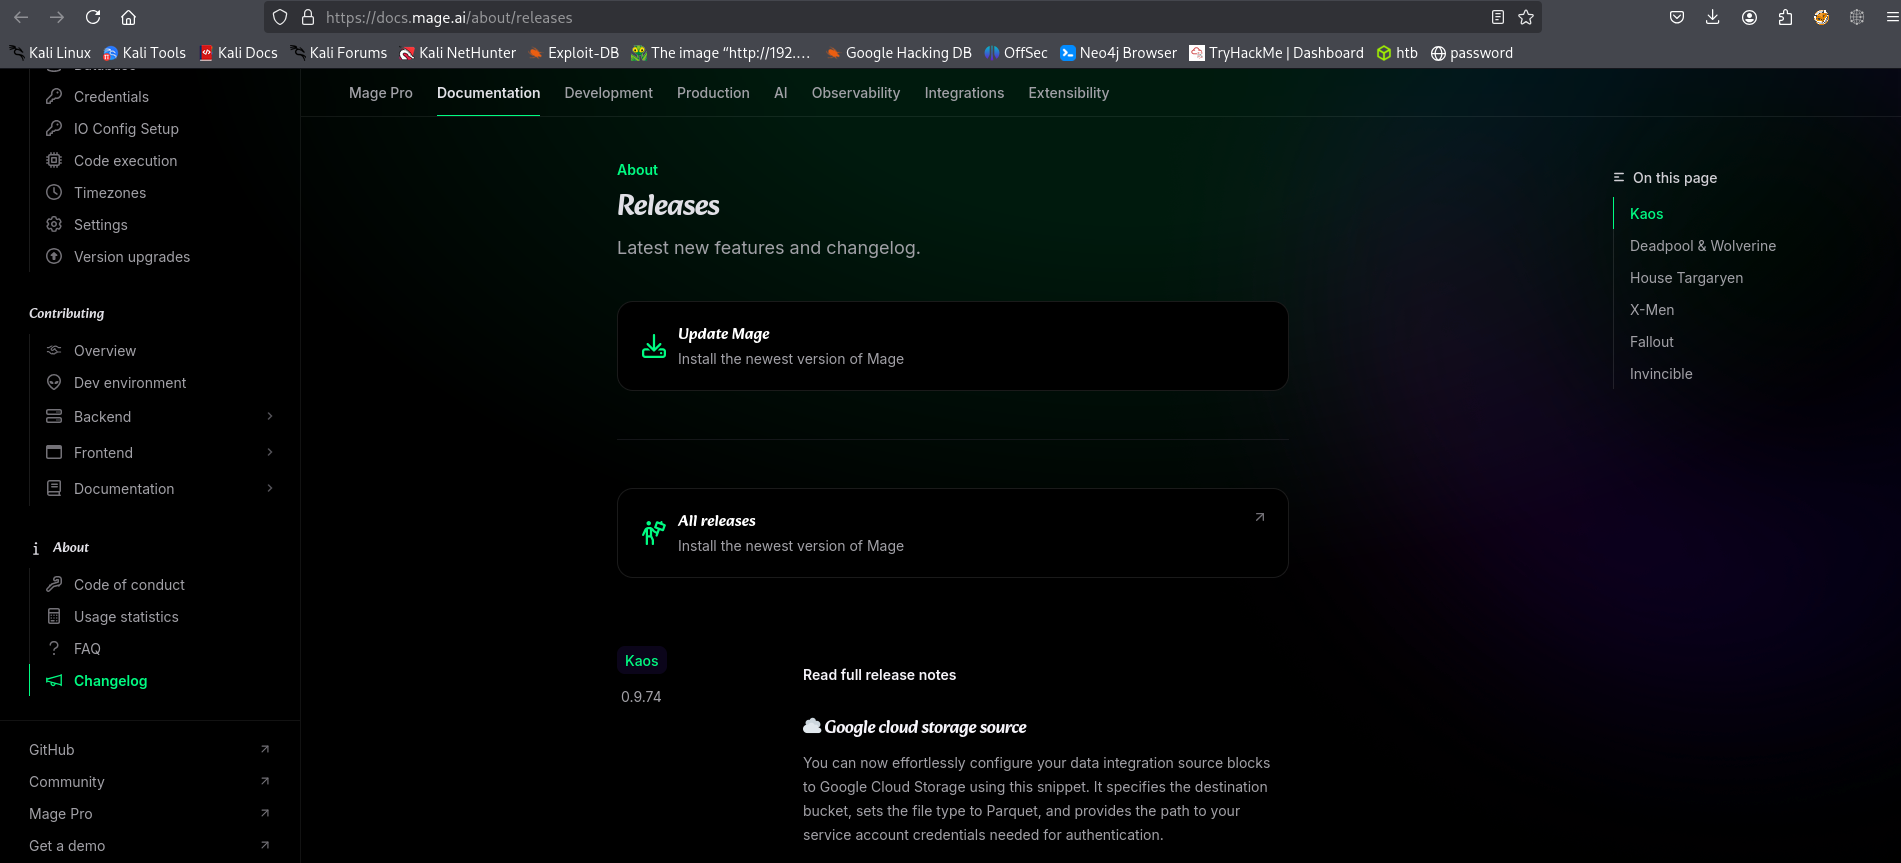 https://docs.mage.ai/about/releases
Kali Linux Kali Tools Kali Docs Kali Forums Kali NetHunter Exploit-DB The image “http://192.… Google Hacking DB OffSec Neo4j Browser TryHackMe | Dashboard htb password
Credentials
IO Config Setup
Code execution
Timezones
Settings
Version upgrades
Contributing
Overview
Dev environment
Backend
Frontend
Documentation
About
Code of conduct
Usage statistics
FAQ
Changelog
GitHub
Community
Mage Pro
Get a demo
Mage Pro Documentation Development Production AI Observability Integrations Extensibility
About
Releases
Latest new features and changelog.
Update Mage
Install the newest version of Mage
All releases
Install the newest version of Mage
Kaos
0.9.74
Read full release notes
Google cloud storage source
You can now effortlessly configure your data integration source blocks
to Google Cloud Storage using this snippet. It specifies the destination
bucket, sets the file type to Parquet, and provides the path to your
service account credentials needed for authentication.
On this page
Kaos
Deadpool & Wolverine
House Targaryen
X-Men
Fallout
Invincible